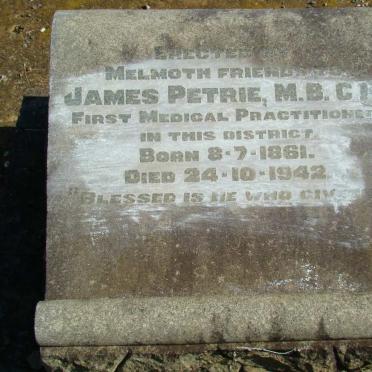 ERECTED BY
MELMOTH FRIENDS
JAMES PETRIE, M.B. C
FIRST MEDICAL PRACTITIONER
IN THIS DISTRICT.
BORN 8-7-1861.
DIED 24-10-1942
"BLESSED IS HE WHO